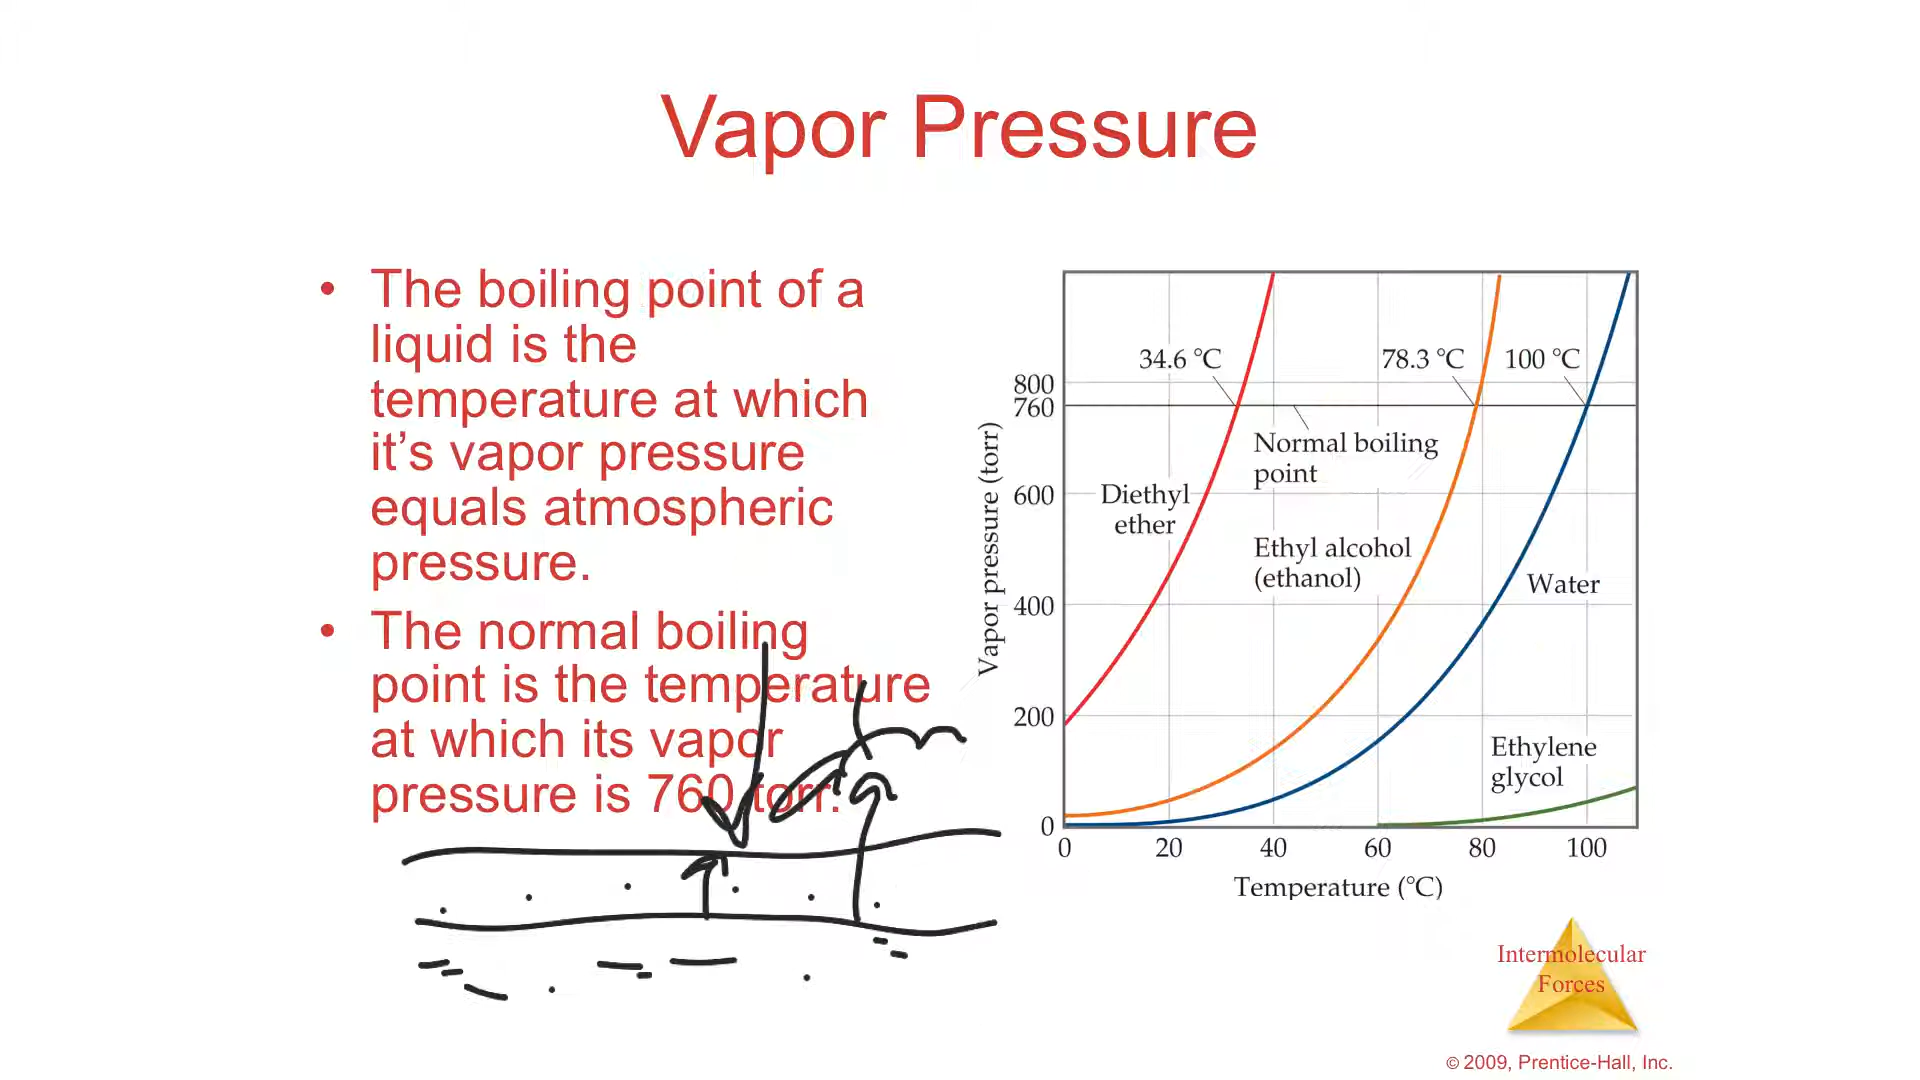 Vapor Pressure
• The boiling point of a
liquid is the
temperature at which
it’s vapor pressure
equals atmospheric
pressure.
• The normal boiling
point is the temperature
at which its vapor
pressure is 760 torr.
34.6 °C
78.3 °C
100 °C
800
760
Normal boiling
point
600
Diethyl
ether
Ethyl alcohol
(ethanol)
Water
400
200
Ethylene
glycol
0
Vapor pressure (torr)
0 20 40 60 80 100
Temperature (°C)
Intermolecular
Forces
© 2009, Prentice-Hall, Inc.